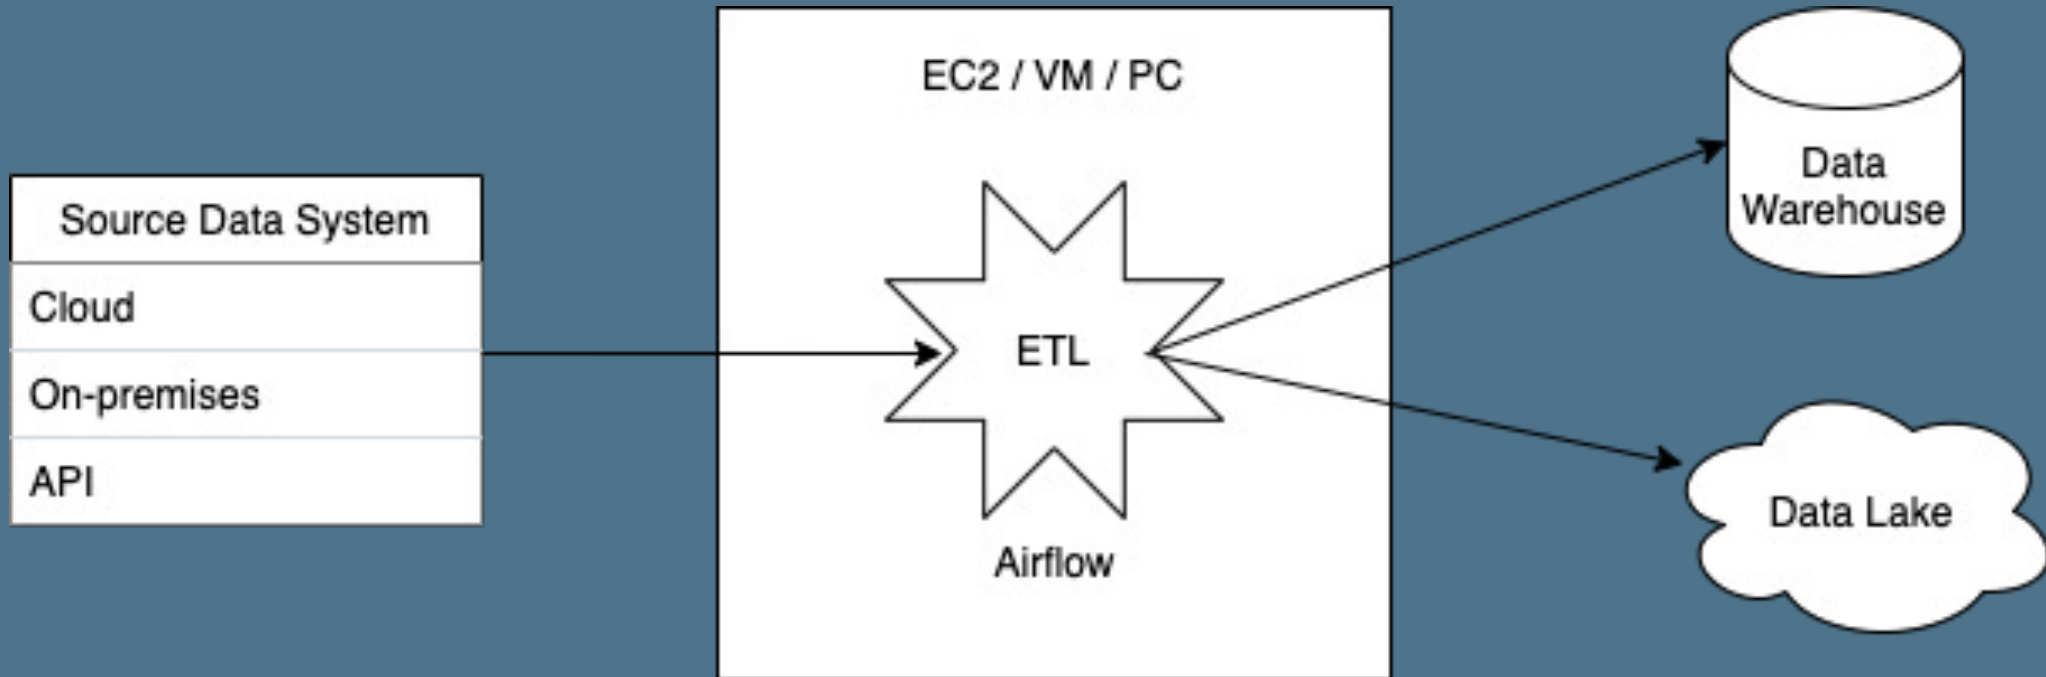 Source Data System
Cloud
On-premises
API
EC2 / VM / PC
ETL
Airflow
Data
Warehouse
Data Lake